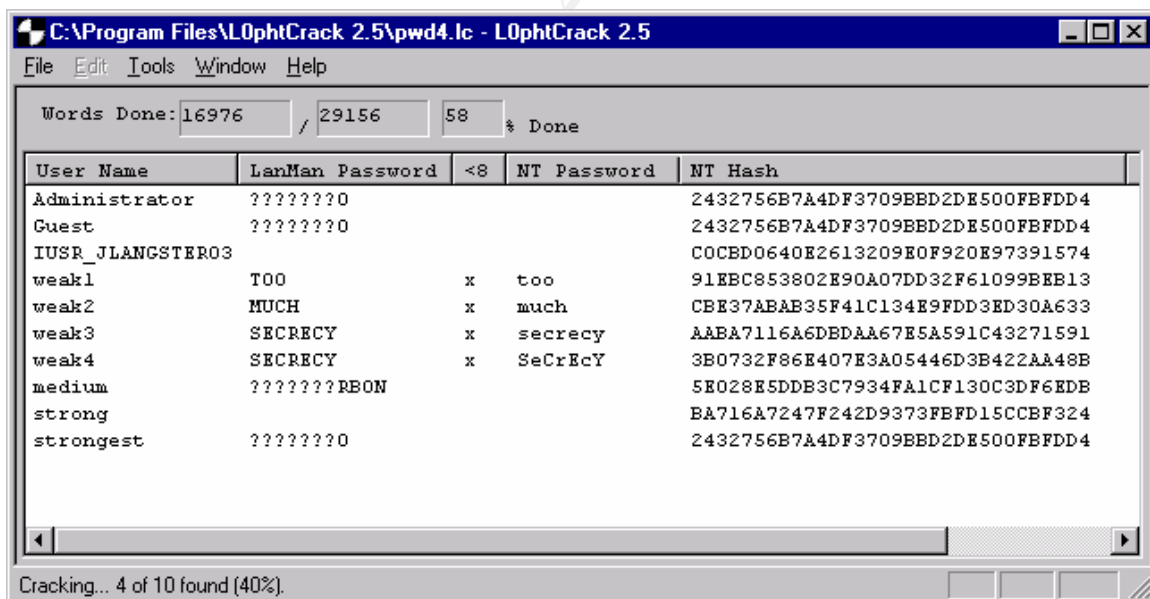 C:\Program Files\L0phtCrack 2.5\pwd4.lc - L0phtCrack 2.5
File Edit Tools Window Help
Words Done: 16976 / 29156 58 % Done
User Name LanMan Password <8 NT Password NT Hash
Administrator ???????0 2432756B7A4DF3709BBD2DE500FBFDD4
Guest ???????0 2432756B7A4DF3709BBD2DE500FBFDD4
IUSR_JLANGSTER03 C0CBD0640E2613209E0F920E97391574
weak1 TOO x too 91EBC853802E90A07DD32F61099BEB13
weak2 MUCH x much CBE37ABAB35F41C134E9FDD3ED30A633
weak3 SECRECY x secrecy AABA7116A6DBDAA67E5A591C43271591
weak4 SECRECY x SeCrEcY 3B0732F86E407E3A05446D3B422AA48B
medium ???????RBON 5E028E5DDB3C7934FA1CF130C3DF6EDB
strong BA716A7247F242D9373FBFD15CCBF324
strongest ???????0 2432756B7A4DF3709BBD2DE500FBFDD4
Cracking... 4 of 10 found (40%).